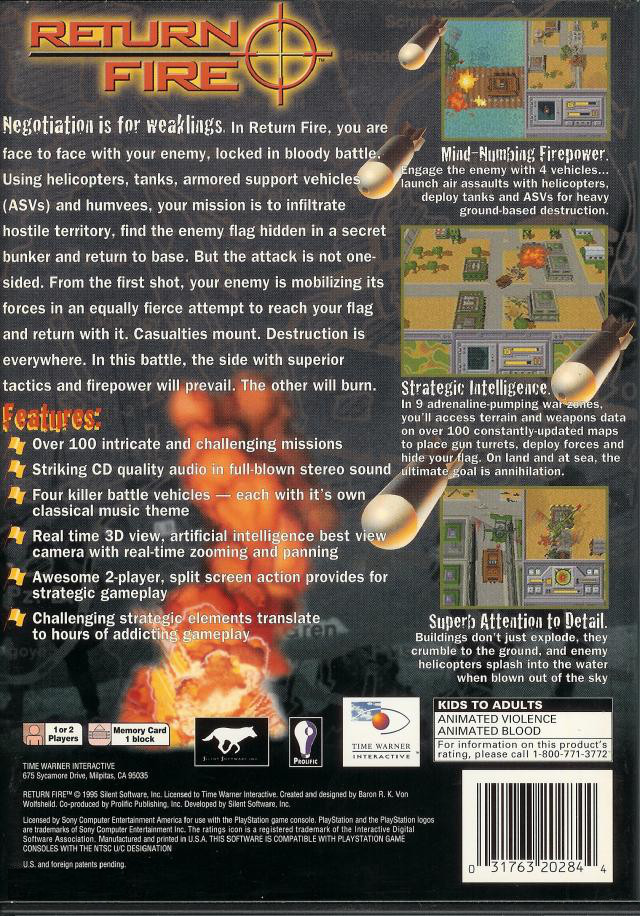 RETURN
FIRE™
Negotiation is for weaklings. In Return Fire, you are
face to face with your enemy, locked in bloody battle.
Using helicopters, tanks, armored support vehicles
(ASVs) and humvees, your mission is to infiltrate
hostile territory, find the enemy flag hidden in a secret
bunker and return to base. But the attack is not one-
sided. From the first shot, your enemy is mobilizing its
forces in an equally fierce attempt to reach your flag
and return with it. Casualties mount. Destruction is
everywhere. In this battle, the side with superior
tactics and firepower will prevail. The other will burn.
Features:
Over 100 intricate and challenging missions
Striking CD quality audio in full-blown stereo sound
Four killer battle vehicles — each with it's own
classical music theme
Real time 3D view, artificial intelligence best view
camera with real-time zooming and panning
Awesome 2-player, split screen action provides for
strategic gameplay
Challenging strategic elements translate
to hours of addicting gameplay
Mind-Numbing Firepower.
Engage the enemy with 4 vehicles...
launch air assaults with helicopters,
deploy tanks and ASVs for heavy
ground-based destruction.
Strategic Intelligence.
In 9 adrenaline-pumping war zones,
you'll access terrain and weapons data
on over 100 constantly-updated maps
to place gun turrets, deploy forces and
hide your flag. On land and at sea, the
ultimate goal is annihilation.
Superb Attention to Detail.
Buildings don't just explode, they
crumble to the ground, and enemy
helicopters splash into the water
when blown out of the sky
1 or 2
Players
Memory Card
1 block
SILENT SOFTWARE INC.
PROLIFIC
TIME WARNER
INTERACTIVE
KIDS TO ADULTS
ANIMATED VIOLENCE
ANIMATED BLOOD
For information on this product's
rating, please call 1-800-771-3772
TIME WARNER INTERACTIVE
675 Sycamore Drive, Milpitas, CA 95035
RETURN FIRE™ © 1995 Silent Software, Inc. Licensed to Time Warner Interactive. Created and designed by Baron R. K. Von
Wolfsheild. Co-produced by Prolific Publishing, Inc. Developed by Silent Software, Inc.
Licensed by Sony Computer Entertainment America for use with the PlayStation game console. PlayStation and the PlayStation logos
are trademarks of Sony Computer Entertainment Inc. The ratings icon is a registered trademark of the Interactive Digital
Software Association. Manufactured and printed in U.S.A. THIS SOFTWARE IS COMPATIBLE WITH PLAYSTATION GAME
CONSOLES WITH THE NTSC U/C DESIGNATION
U.S. and foreign patents pending.
0 31763 20284 4